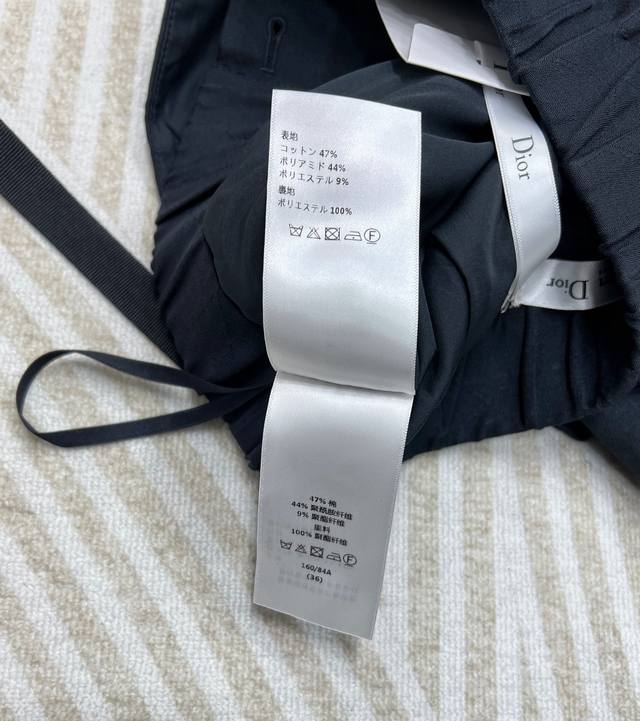 表地
コットン 47%
ポリアミド 44%
ポリエステル 9%
裏地
ポリエステル 100%
F
Dior
Dior
47% 棉
44% 聚酰胺纤维
9% 聚酯纤维
里料
100% 聚酯纤维
F
160/84A
(36)